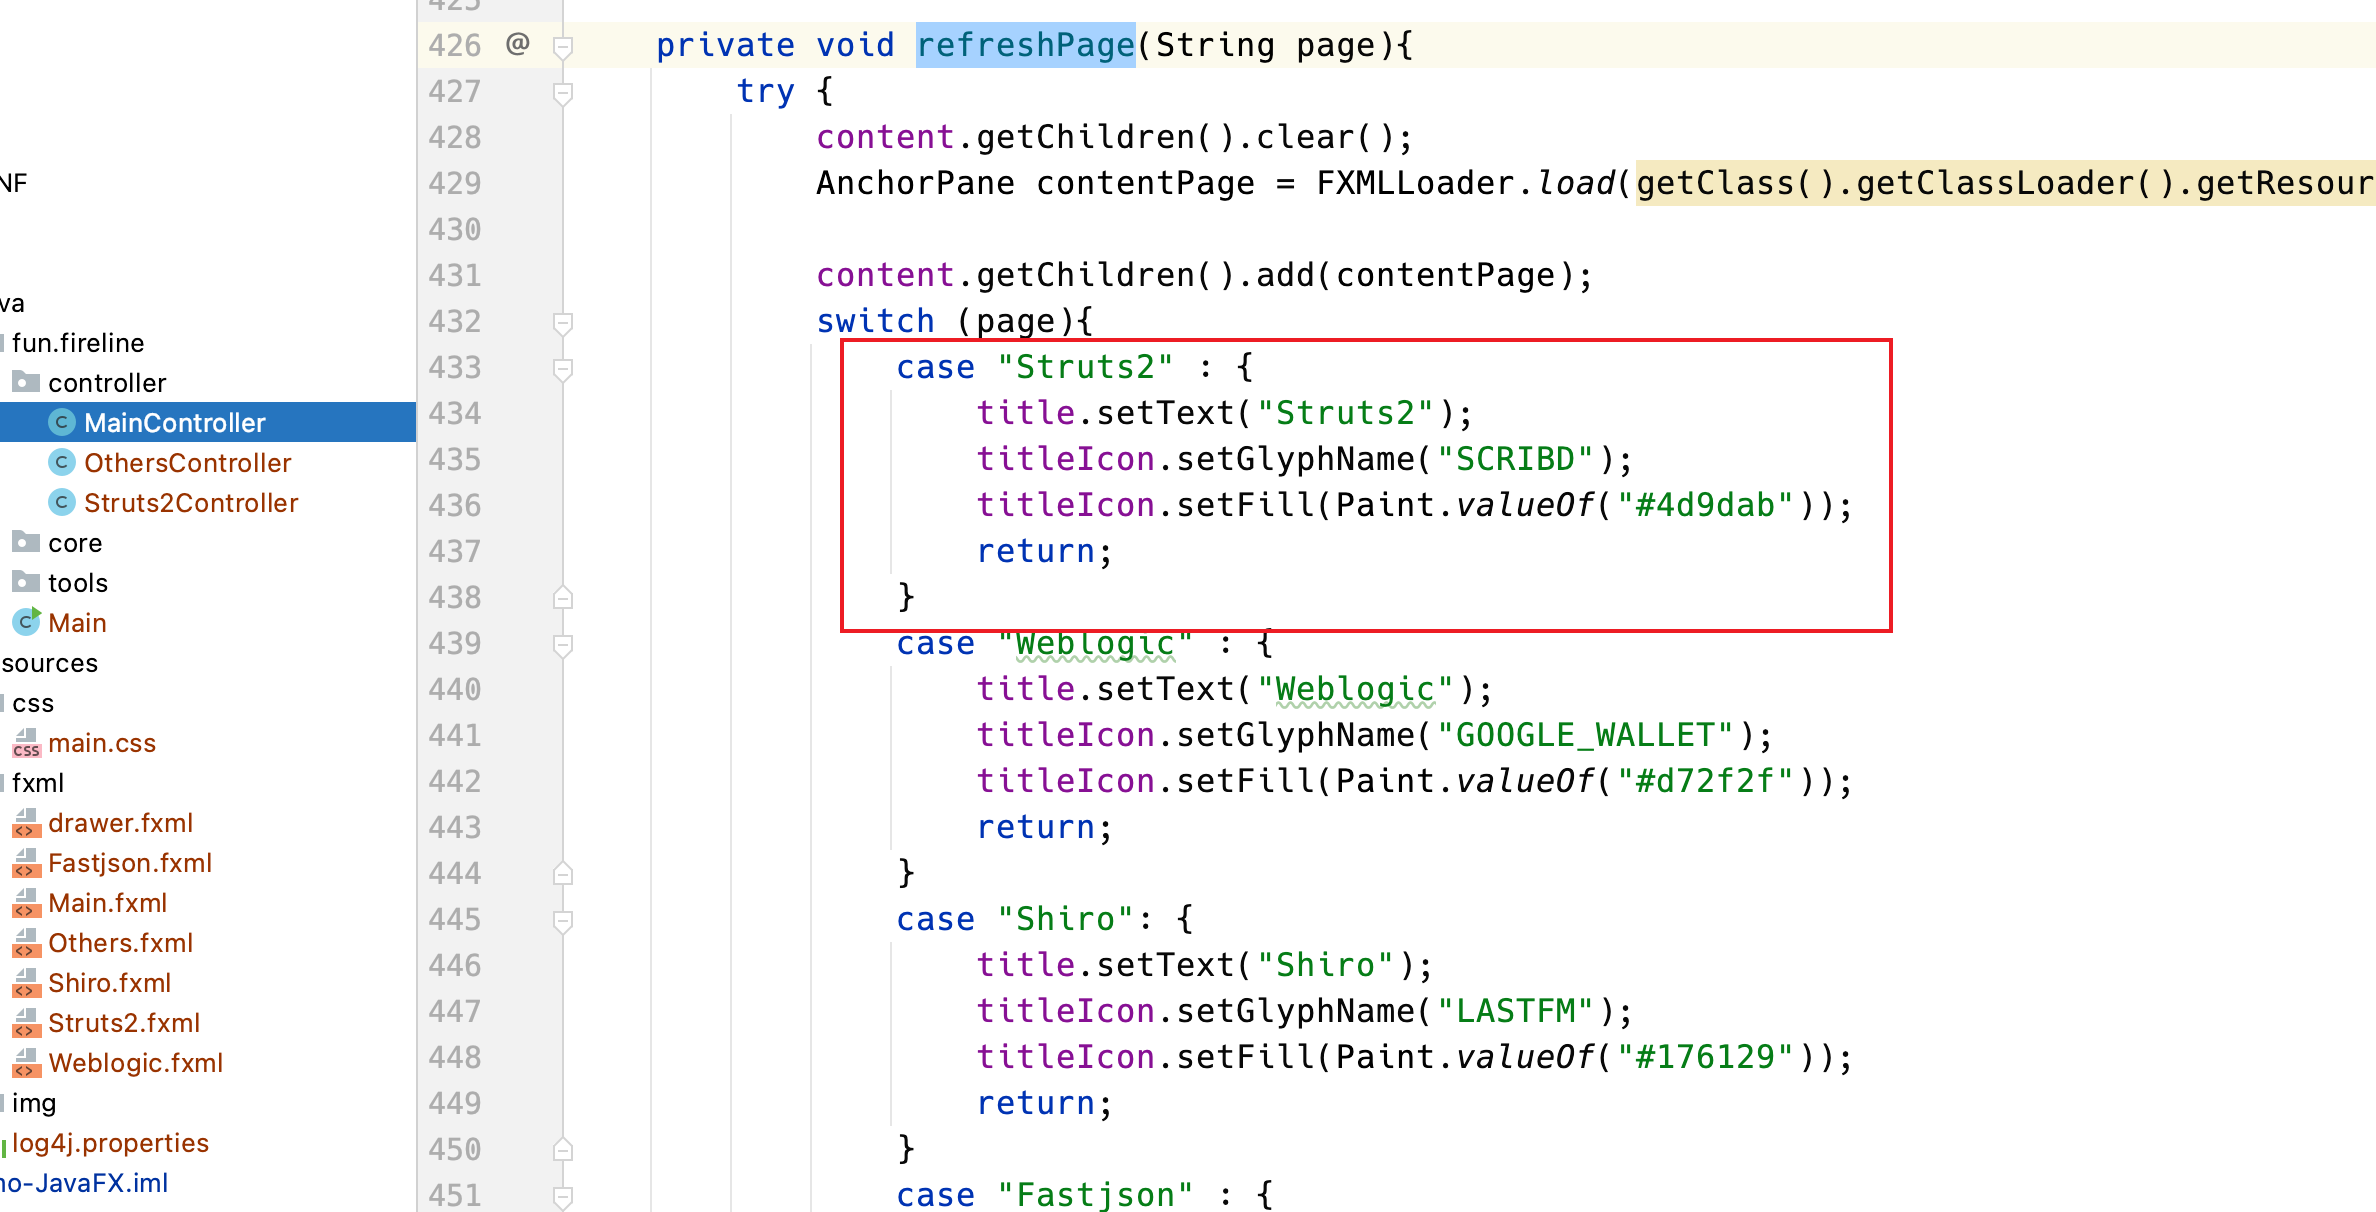 NF
va
fun.fireline
controller
C MainController
C OthersController
C Struts2Controller
core
tools
C Main
sources
css
CSS main.css
fxml
<> drawer.fxml
<> Fastjson.fxml
<> Main.fxml
<> Others.fxml
<> Shiro.fxml
<> Struts2.fxml
<> Weblogic.fxml
img
log4j.properties
no-JavaFX.iml
425
426 @ private void refreshPage(String page){
427 try {
428 content.getChildren().clear();
429 AnchorPane contentPage = FXMLLoader.load(getClass().getClassLoader().getResour
430
431 content.getChildren().add(contentPage);
432 switch (page){
433 case "Struts2" : {
434 title.setText("Struts2");
435 titleIcon.setGlyphName("SCRIBD");
436 titleIcon.setFill(Paint.valueOf("#4d9dab"));
437 return;
438 }
439 case "Weblogic" : {
440 title.setText("Weblogic");
441 titleIcon.setGlyphName("GOOGLE_WALLET");
442 titleIcon.setFill(Paint.valueOf("#d72f2f"));
443 return;
444 }
445 case "Shiro": {
446 title.setText("Shiro");
447 titleIcon.setGlyphName("LASTFM");
448 titleIcon.setFill(Paint.valueOf("#176129"));
449 return;
450 }
451 case "Fastjson" : {